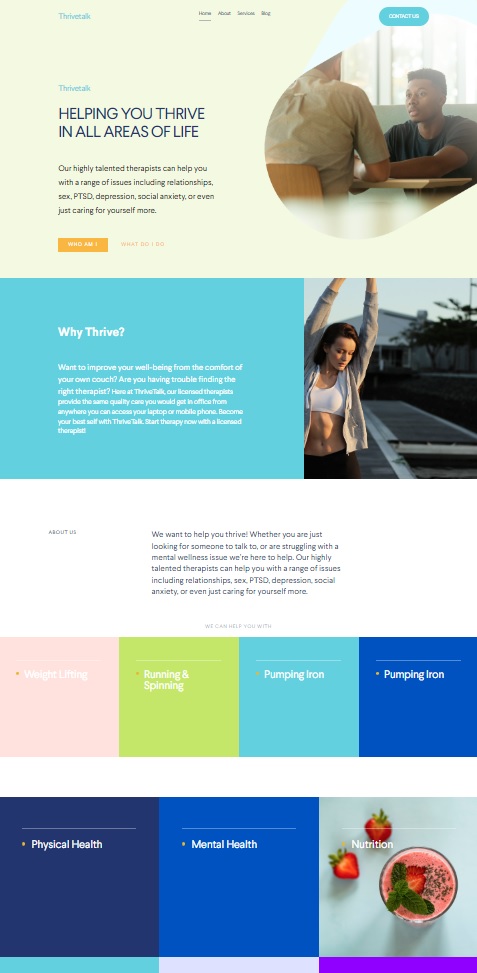 Thrivetalk
Home About Services Blog
CONTACT US
Thrivetalk
HELPING YOU THRIVE
IN ALL AREAS OF LIFE
Our highly talented therapists can help you
with a range of issues including relationships,
sex, PTSD, depression, social anxiety, or even
just caring for yourself more.
WHO AM I
WHAT DO I DO
Why Thrive?
Want to improve your well-being from the comfort of
your own couch? Are you having trouble finding the
right therapist? Here at ThriveTalk, our licensed therapists
provide the same quality care you would get in office from
anywhere you can access your laptop or mobile phone. Become
your best self with ThriveTalk. Start therapy now with a licensed
therapist!
ABOUT US
We want to help you thrive! Whether you are just
looking for someone to talk to, or are struggling with a
mental wellness issue we're here to help. Our highly
talented therapists can help you with a range of issues
including relationships, sex, PTSD, depression, social
anxiety, or even just caring for yourself more.
WE CAN HELP YOU WITH
Weight Lifting
Running &
Spinning
Pumping Iron
Pumping Iron
Physical Health
Mental Health
Nutrition